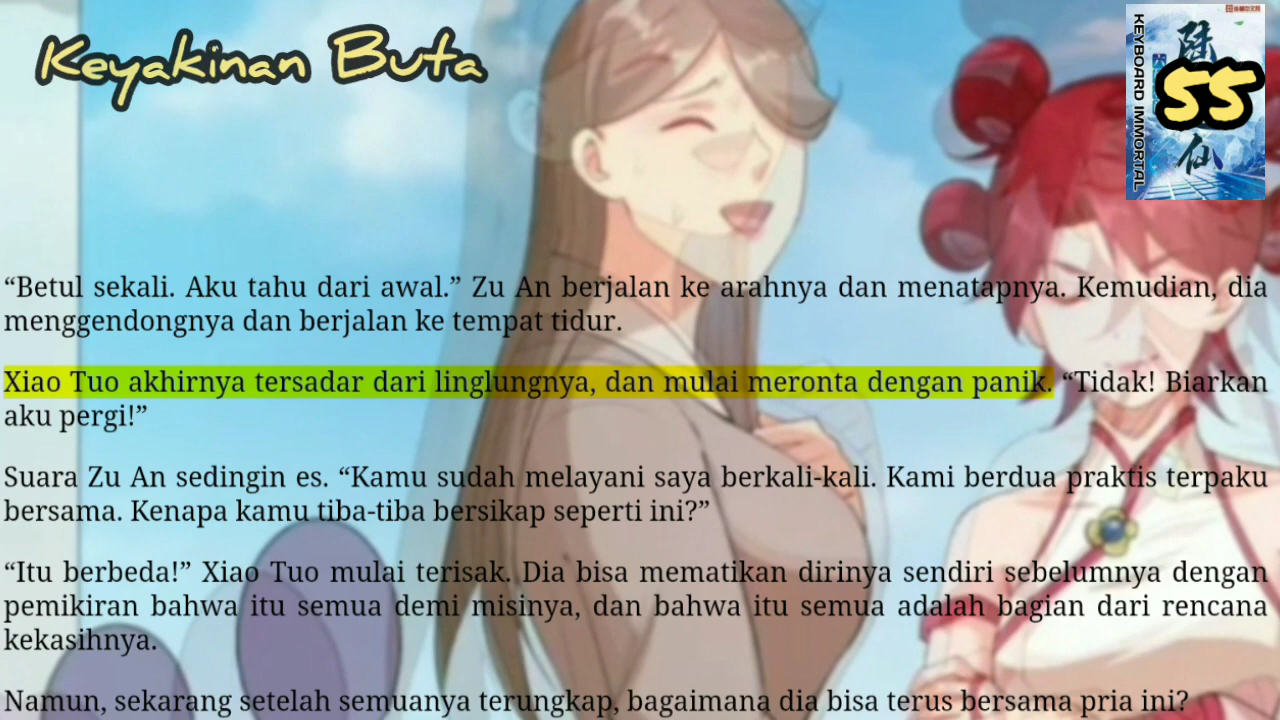 Keyakinan Buta
KEYBOARD IMMORTAL
55
仙
“Betul sekali. Aku tahu dari awal.” Zu An berjalan ke arahnya dan menatapnya. Kemudian, dia
menggendongnya dan berjalan ke tempat tidur.
Xiao Tuo akhirnya tersadar dari linglungnya, dan mulai meronta dengan panik. “Tidak! Biarkan
aku pergi!”
Suara Zu An sedingin es. “Kamu sudah melayani saya berkali-kali. Kami berdua praktis terpaku
bersama. Kenapa kamu tiba-tiba bersikap seperti ini?”
“Itu berbeda!” Xiao Tuo mulai terisak. Dia bisa mematikan dirinya sendiri sebelumnya dengan
pemikiran bahwa itu semua demi misinya, dan bahwa itu semua adalah bagian dari rencana
kekasihnya.
Namun, sekarang setelah semuanya terungkap, bagaimana dia bisa terus bersama pria ini?